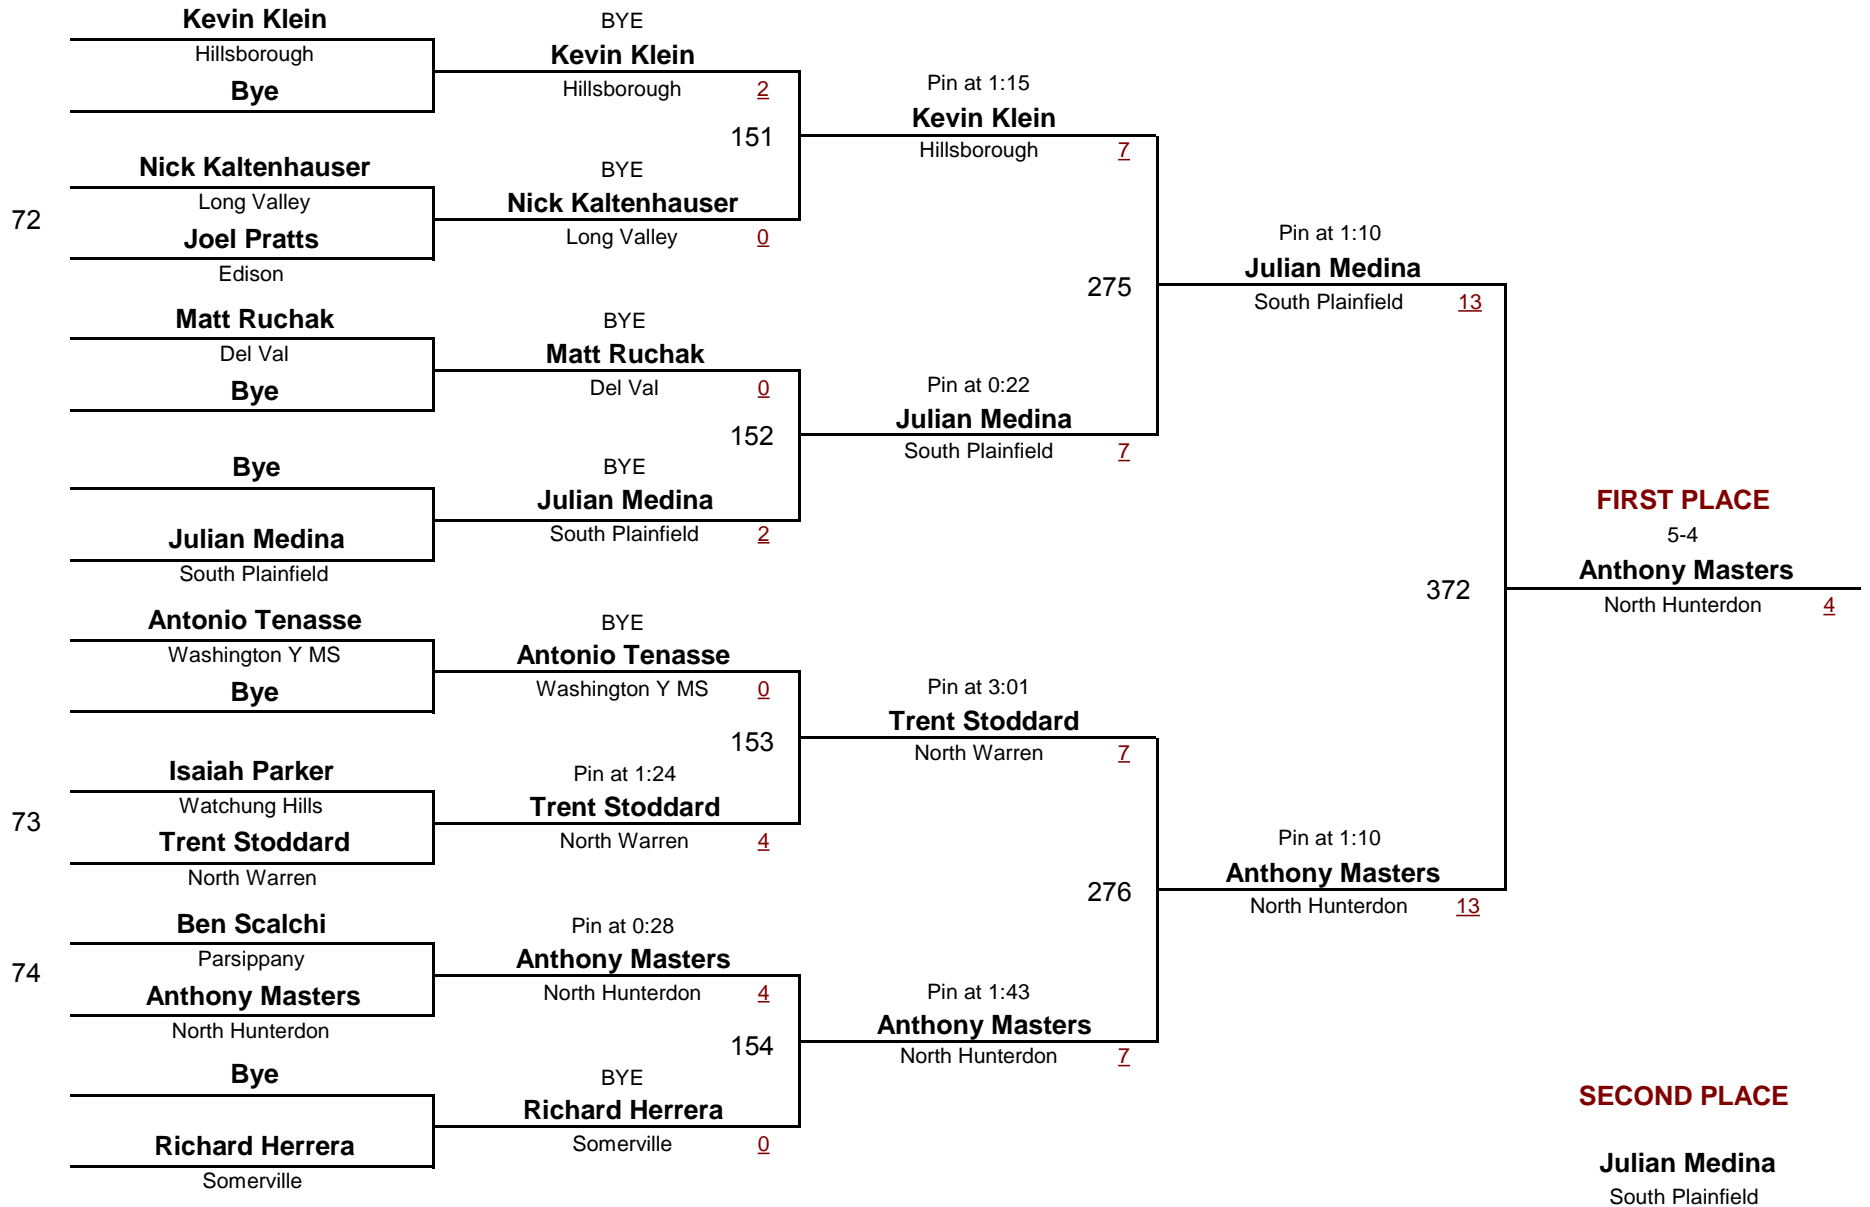 Kevin Klein
Hillsborough
Bye
72
Nick Kaltenhauser
Long Valley
Joel Pratts
Edison
Matt Ruchak
Del Val
Bye
Bye
Julian Medina
South Plainfield
Antonio Tenasse
Washington Y MS
Bye
73
Isaiah Parker
Watchung Hills
Trent Stoddard
North Warren
74
Ben Scalchi
Parsippany
Anthony Masters
North Hunterdon
Bye
Richard Herrera
Somerville
BYE
Kevin Klein
Hillsborough 2
151
BYE
Nick Kaltenhauser
Long Valley 0
BYE
Matt Ruchak
Del Val 0
152
BYE
Julian Medina
South Plainfield 2
BYE
Antonio Tenasse
Washington Y MS 0
153
Pin at 1:24
Trent Stoddard
North Warren 4
Pin at 0:28
Anthony Masters
North Hunterdon 4
154
BYE
Richard Herrera
Somerville 0
Pin at 1:15
Kevin Klein
Hillsborough 7
275
Pin at 0:22
Julian Medina
South Plainfield 7
Pin at 3:01
Trent Stoddard
North Warren 7
276
Pin at 1:43
Anthony Masters
North Hunterdon 7
Pin at 1:10
Julian Medina
South Plainfield 13
372
Pin at 1:10
Anthony Masters
North Hunterdon 13
FIRST PLACE
5-4
Anthony Masters
North Hunterdon 4
SECOND PLACE
Julian Medina
South Plainfield